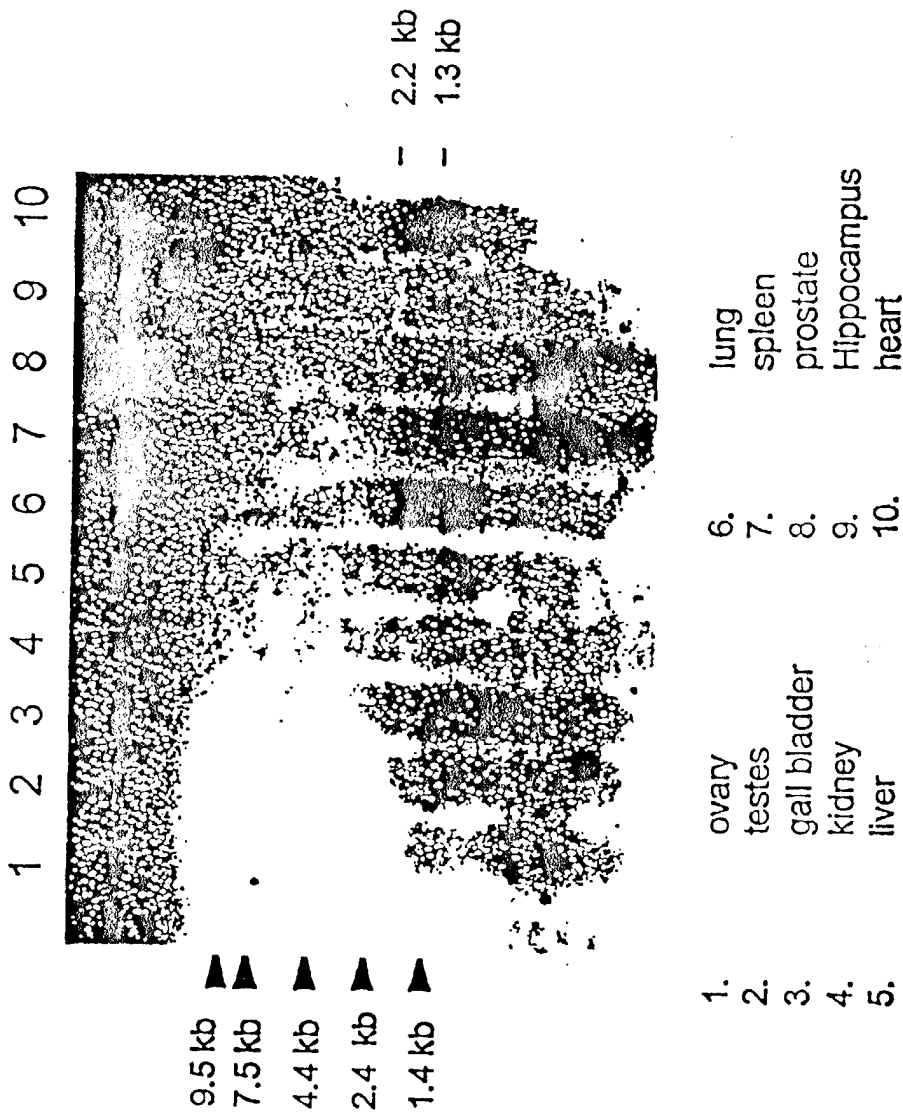 1 2 3 4 5 6 7 8 9 10
9.5 kb
7.5 kb
4.4 kb
2.4 kb
1.4 kb
2.2 kb
1.3 kb
1. ovary
2. testes
3. gall bladder
4. kidney
5. liver
6. lung
7. spleen
8. prostate
9. Hippocampus
10. heart